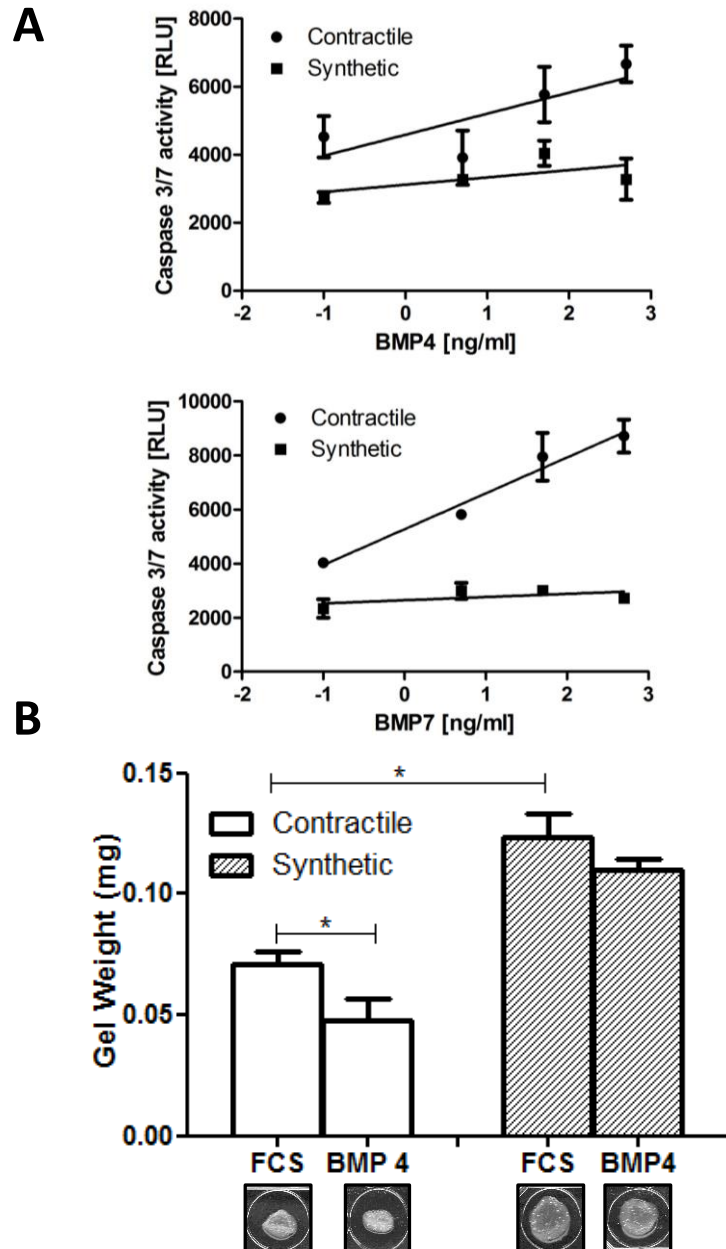 A
Caspase 3/7 activity [RLU]
8000
6000
4000
2000
0
Contractile
Synthetic
-2 -1 0 1 2 3
BMP4 [ng/ml]
Caspase 3/7 activity [RLU]
10000
8000
6000
4000
2000
0
Contractile
Synthetic
-2 -1 0 1 2 3
BMP7 [ng/ml]
B
Gel Weight (mg)
0.15
0.10
0.05
0.00
*
Contractile
Synthetic
*
FCS BMP 4 FCS BMP4